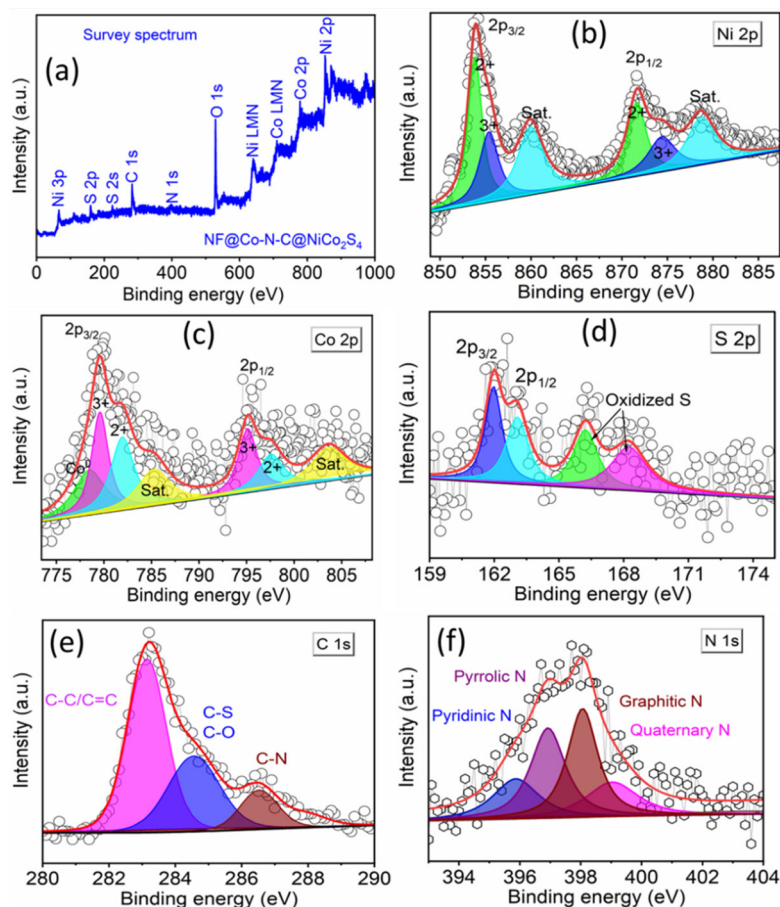 Survey spectrum
(a)
Ni 3p
S 2p
S 2s
C 1s
N 1s
O 1s
Ni LMN
Co LMN
Co 2p
Ni 2p
NF@Co-N-C@NiCo₂S₄
Intensity (a.u.)
0 200 400 600 800 1000
Binding energy (eV)
(b)
Ni 2p
2p₃/₂
2+
3+
Sat.
2p₁/₂
2+
3+
Sat.
Intensity (a.u.)
850 855 860 865 870 875 880 885
Binding energy (eV)
(c)
Co 2p
2p₃/₂
3+
2+
Co⁰
Sat.
2p₁/₂
3+
2+
Sat.
Intensity (a.u.)
775 780 785 790 795 800 805
Binding energy (eV)
(d)
S 2p
2p₃/₂
2p₁/₂
Oxidized S
Intensity (a.u.)
159 162 165 168 171 174
Binding energy (eV)
(e)
C 1s
C-C/C=C
C-S
C-O
C-N
Intensity (a.u.)
280 282 284 286 288 290
Binding energy (eV)
(f)
N 1s
Pyrrolic N
Pyridinic N
Graphitic N
Quaternary N
Intensity (a.u.)
394 396 398 400 402 404
Binding energy (eV)